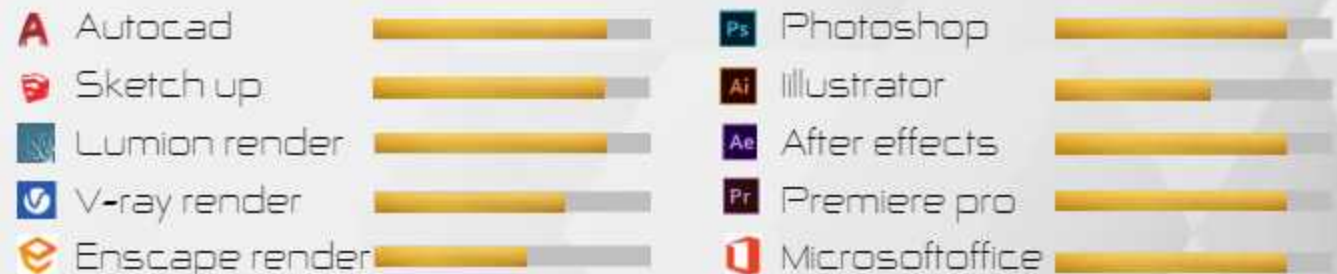 Autocad
Sketch up
Lumion render
V-ray render
Enscape render
Ps Photoshop
Ai Iillustrator
Ae After effects
Pr Premiere pro
Microsoftoffice